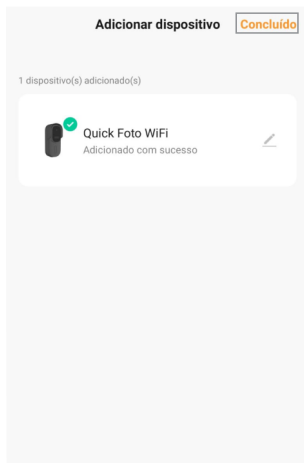 Adicionar dispositivo
Concluído
1 dispositivo(s) adicionado(s)
Quick Foto WiFi
Adicionado com sucesso